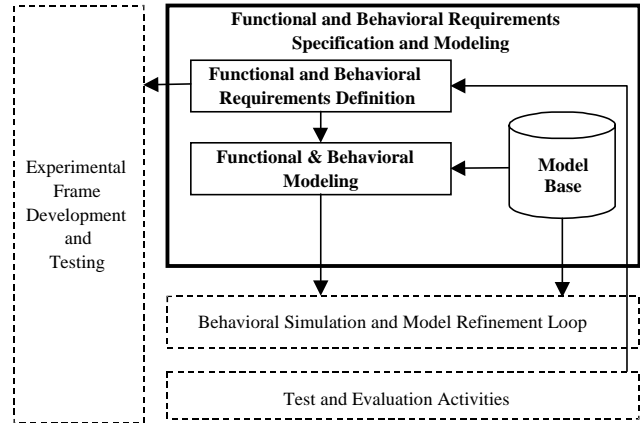 Functional and Behavioral Requirements
Specification and Modeling
Functional and Behavioral
Requirements Definition
Functional & Behavioral
Modeling
Model
Base
Experimental
Frame
Development
and
Testing
Behavioral Simulation and Model Refinement Loop
Test and Evaluation Activities